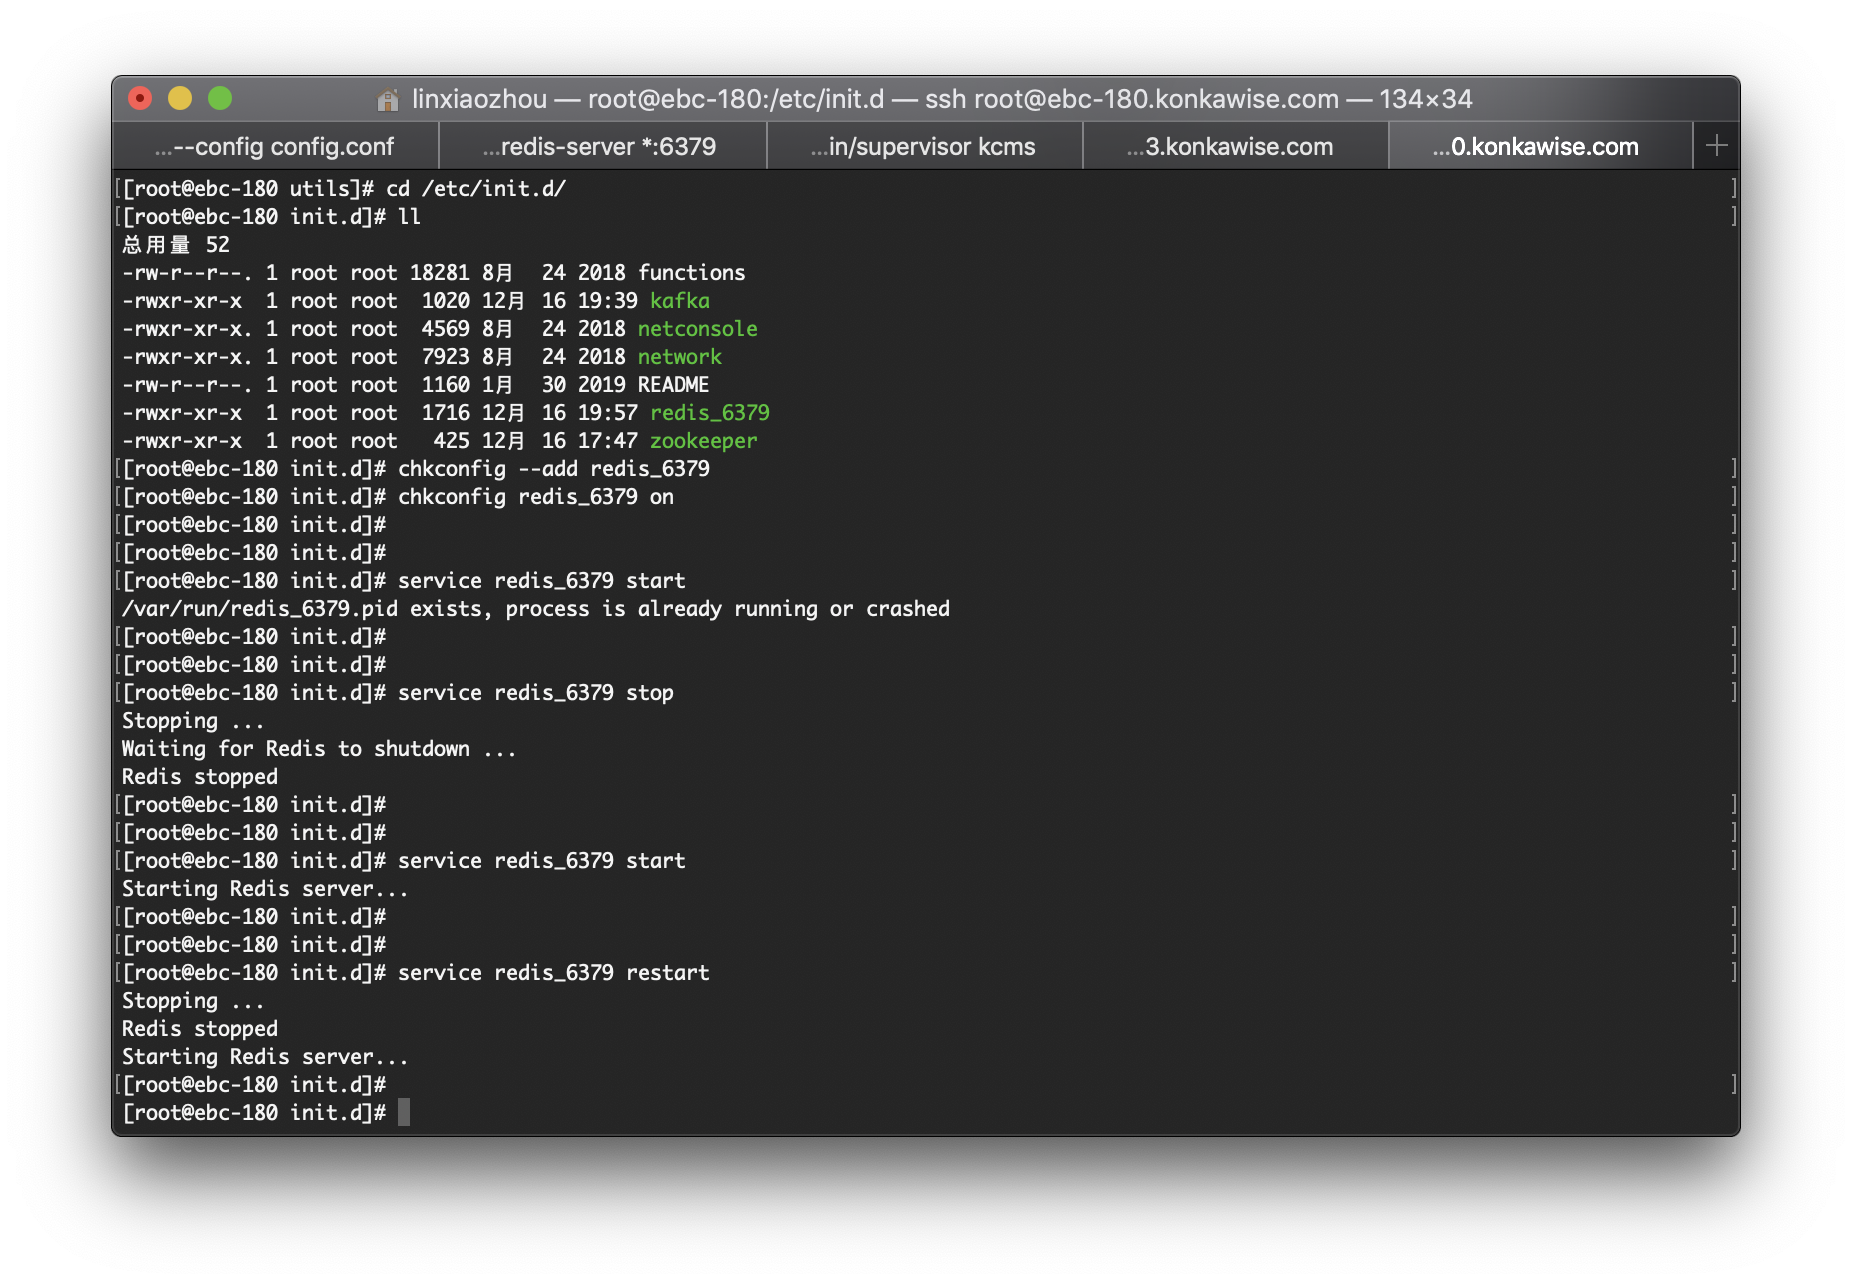 linxiaozhou — root@ebc-180:/etc/init.d — ssh root@ebc-180.konkawise.com — 134×34
...--config config.conf ...redis-server *:6379 ...in/supervisor kcms ...3.konkawise.com ...0.konkawise.com +
[[root@ebc-180 utils]# cd /etc/init.d/ ]
[[root@ebc-180 init.d]# ll ]
总用量 52
-rw-r--r--. 1 root root 18281 8月  24 2018 functions
-rwxr-xr-x  1 root root  1020 12月 16 19:39 kafka
-rwxr-xr-x. 1 root root  4569 8月  24 2018 netconsole
-rwxr-xr-x. 1 root root  7923 8月  24 2018 network
-rw-r--r--. 1 root root  1160 1月  30 2019 README
-rwxr-xr-x  1 root root  1716 12月 16 19:57 redis_6379
-rwxr-xr-x  1 root root   425 12月 16 17:47 zookeeper
[[root@ebc-180 init.d]# chkconfig --add redis_6379 ]
[[root@ebc-180 init.d]# chkconfig redis_6379 on ]
[[root@ebc-180 init.d]# ]
[[root@ebc-180 init.d]# ]
[[root@ebc-180 init.d]# service redis_6379 start ]
/var/run/redis_6379.pid exists, process is already running or crashed
[[root@ebc-180 init.d]# ]
[[root@ebc-180 init.d]# ]
[[root@ebc-180 init.d]# service redis_6379 stop ]
Stopping ...
Waiting for Redis to shutdown ...
Redis stopped
[[root@ebc-180 init.d]# ]
[[root@ebc-180 init.d]# ]
[[root@ebc-180 init.d]# service redis_6379 start ]
Starting Redis server...
[[root@ebc-180 init.d]# ]
[[root@ebc-180 init.d]# ]
[[root@ebc-180 init.d]# service redis_6379 restart ]
Stopping ...
Redis stopped
Starting Redis server...
[[root@ebc-180 init.d]# ]
[root@ebc-180 init.d]#